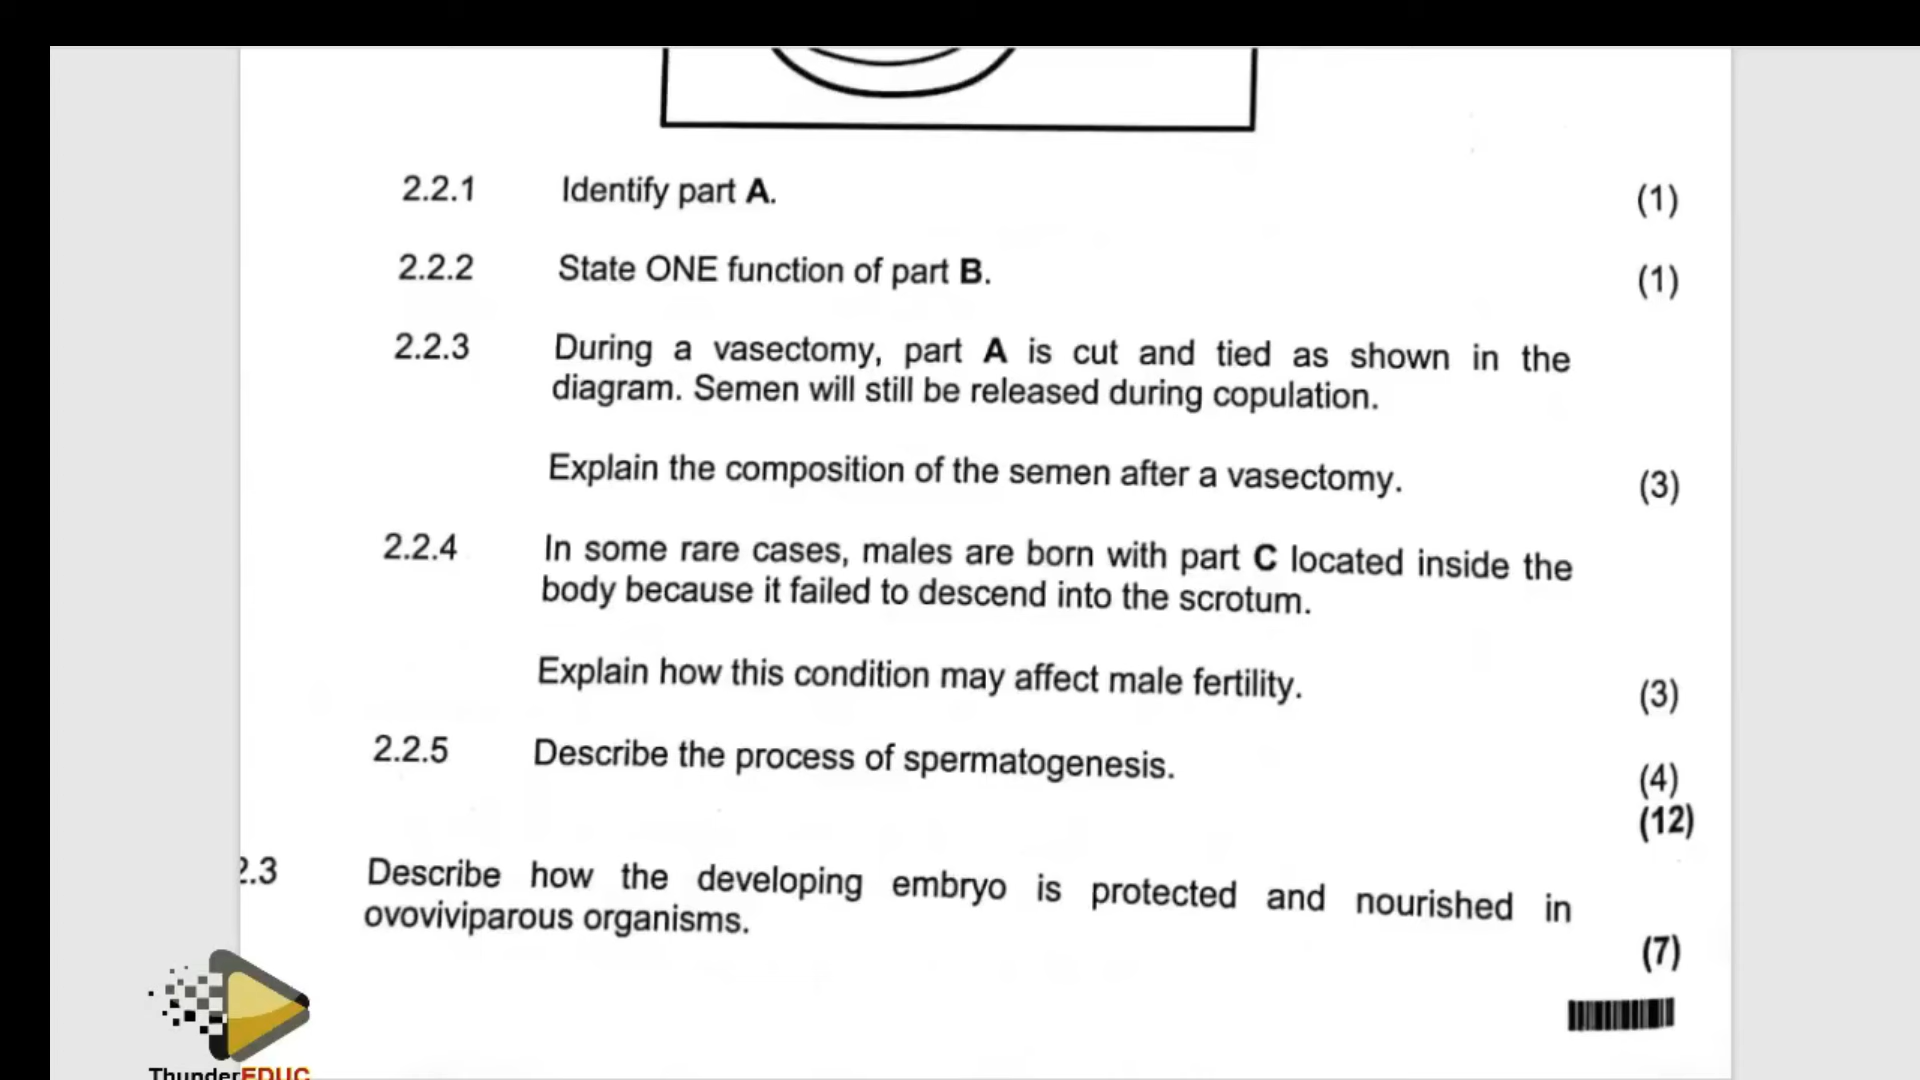 2.2.1 Identify part A. (1)
2.2.2 State ONE function of part B. (1)
2.2.3 During a vasectomy, part A is cut and tied as shown in the
diagram. Semen will still be released during copulation.
Explain the composition of the semen after a vasectomy. (3)
2.2.4 In some rare cases, males are born with part C located inside the
body because it failed to descend into the scrotum.
Explain how this condition may affect male fertility. (3)
2.2.5 Describe the process of spermatogenesis. (4)
(12)
2.3 Describe how the developing embryo is protected and nourished in
ovoviviparous organisms. (7)
ThunderEDUC